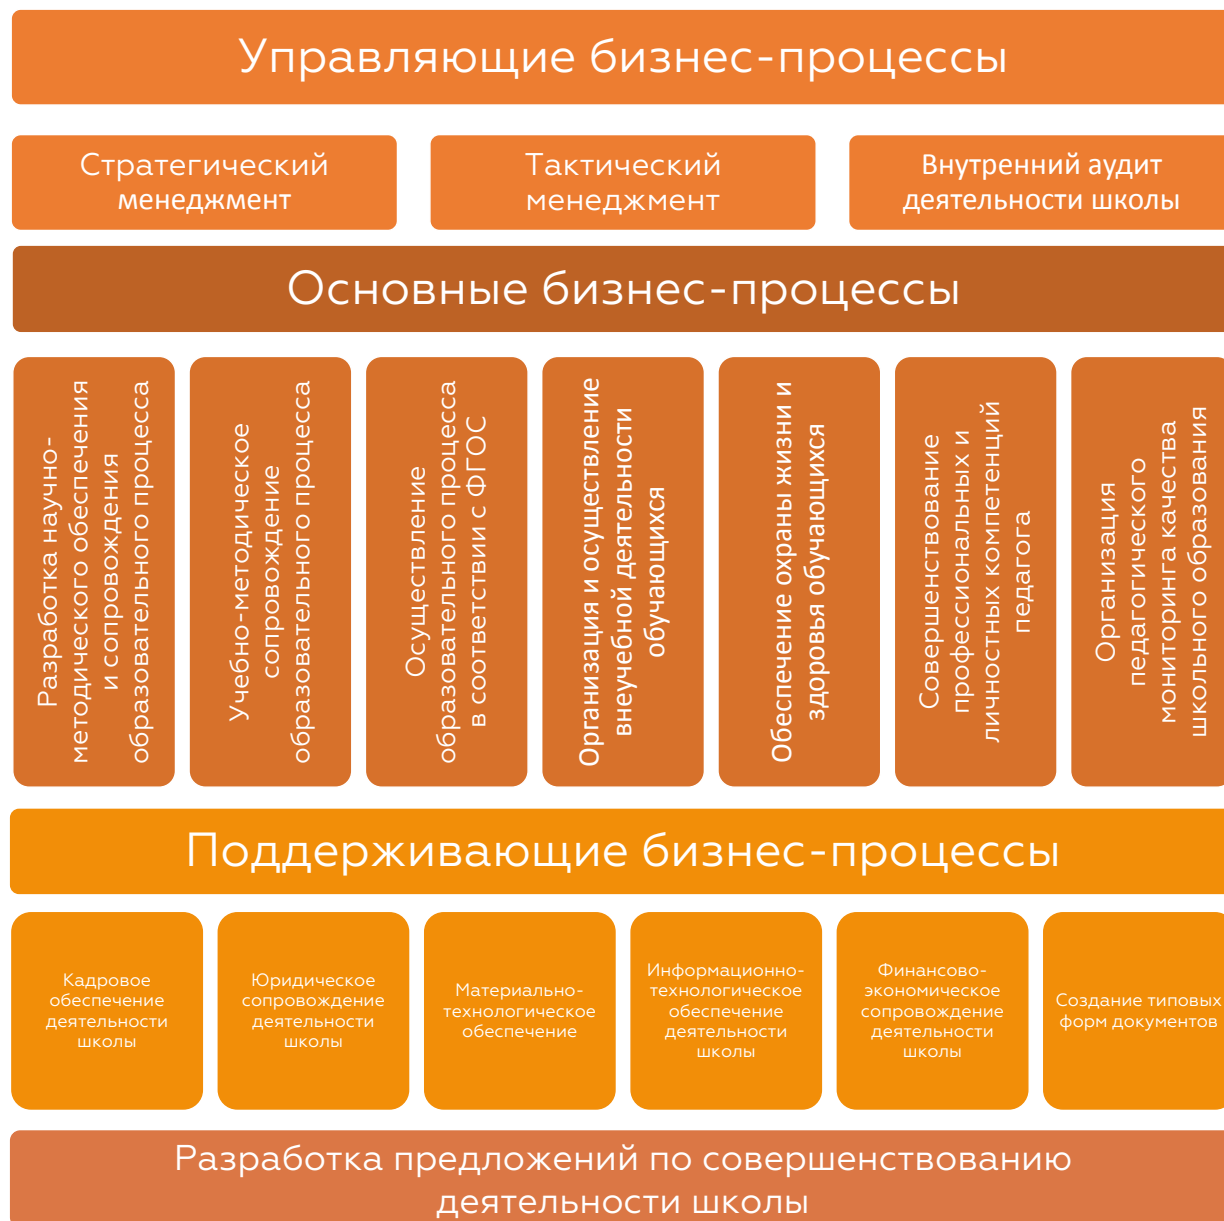 Управляющие бизнес-процессы
Стратегический
менеджмент
Тактический
менеджмент
Внутренний аудит
деятельности школы
Основные бизнес-процессы
Разработка научно-
методического обеспечения
и сопровождения
образовательного процесса
Учебно-методическое
сопровождение
образовательного процесса
Осуществление
образовательного процесса
в соответствии с ФГОС
Организация и осуществление
внеучебной деятельности
обучающихся
Обеспечение охраны жизни и
здоровья обучающихся
Совершенствование
профессиональных и
личностных компетенций
педагога
Организация
педагогического
мониторинга качества
школьного образования
Поддерживающие бизнес-процессы
Кадровое
обеспечение
деятельности
школы
Юридическое
сопровождение
деятельности
школы
Материально-
технологическое
обеспечение
Информационно-
технологическое
обеспечение
деятельности
школы
Финансово-
экономическое
сопровождение
деятельности
школы
Создание типовых
форм документов
Разработка предложений по совершенствованию
деятельности школы